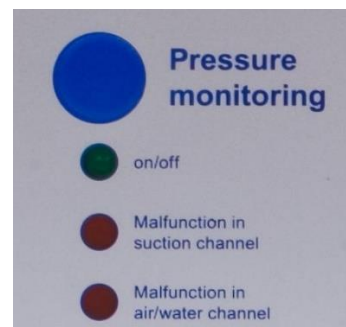 Pressure
monitoring
on/off
Malfunction in
suction channel
Malfunction in
air/water channel